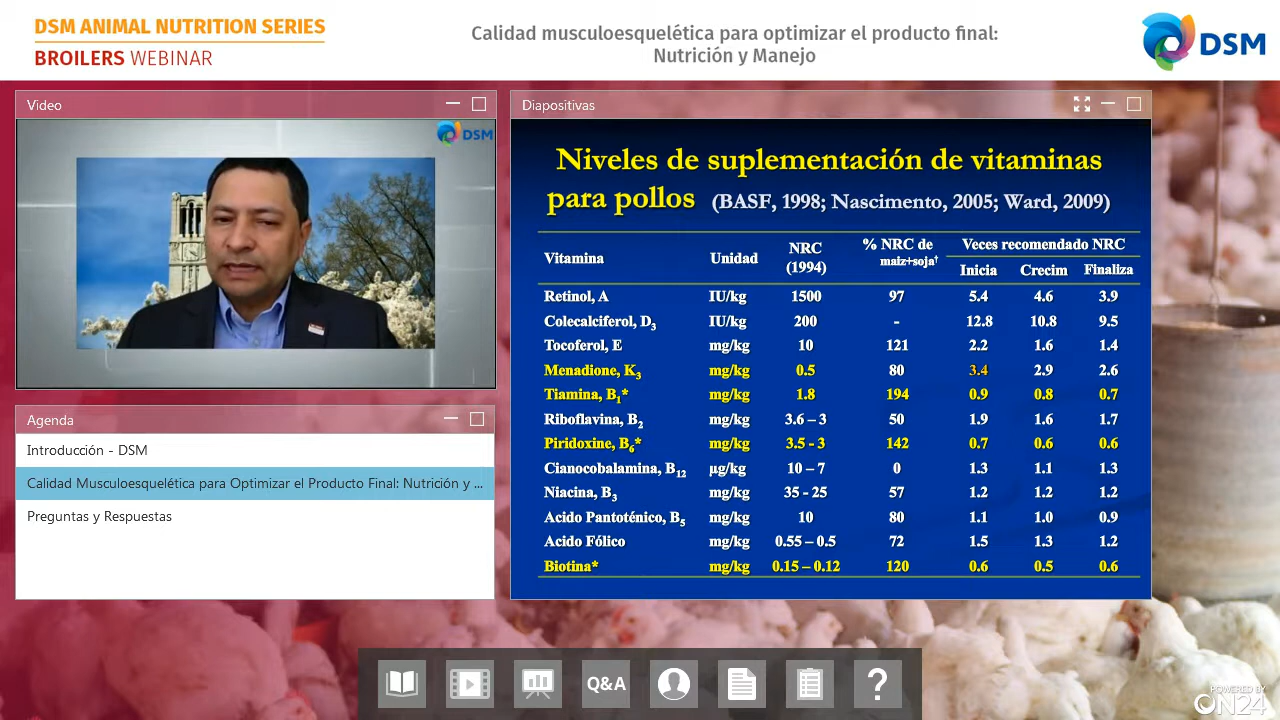 DSM ANIMAL NUTRITION SERIES
BROILERS WEBINAR
Calidad musculoesquelética para optimizar el producto final:
Nutrición y Manejo
DSM
Video
DSM
Agenda
Introducción - DSM
Calidad Musculoesquelética para Optimizar el Producto Final: Nutrición y ...
Preguntas y Respuestas
Diapositivas
Niveles de suplementación de vitaminas
para pollos (BASF, 1998; Nascimento, 2005; Ward, 2009)
Vitamina Unidad NRC (1994) % NRC de maiz+soja† Veces recomendado NRC
Inicia Crecim Finaliza
Retinol, A IU/kg 1500 97 5.4 4.6 3.9
Colecalciferol, D3 IU/kg 200 - 12.8 10.8 9.5
Tocoferol, E mg/kg 10 121 2.2 1.6 1.4
Menadione, K3 mg/kg 0.5 80 3.4 2.9 2.6
Tiamina, B1* mg/kg 1.8 194 0.9 0.8 0.7
Riboflavina, B2 mg/kg 3.6 – 3 50 1.9 1.6 1.7
Piridoxine, B6* mg/kg 3.5 - 3 142 0.7 0.6 0.6
Cianocobalamina, B12 µg/kg 10 – 7 0 1.3 1.1 1.3
Niacina, B3 mg/kg 35 - 25 57 1.2 1.2 1.2
Acido Pantoténico, B5 mg/kg 10 80 1.1 1.0 0.9
Acido Fólico mg/kg 0.55 – 0.5 72 1.5 1.3 1.2
Biotina* mg/kg 0.15 – 0.12 120 0.6 0.5 0.6
Q&A
?
POWERED BY
ON24